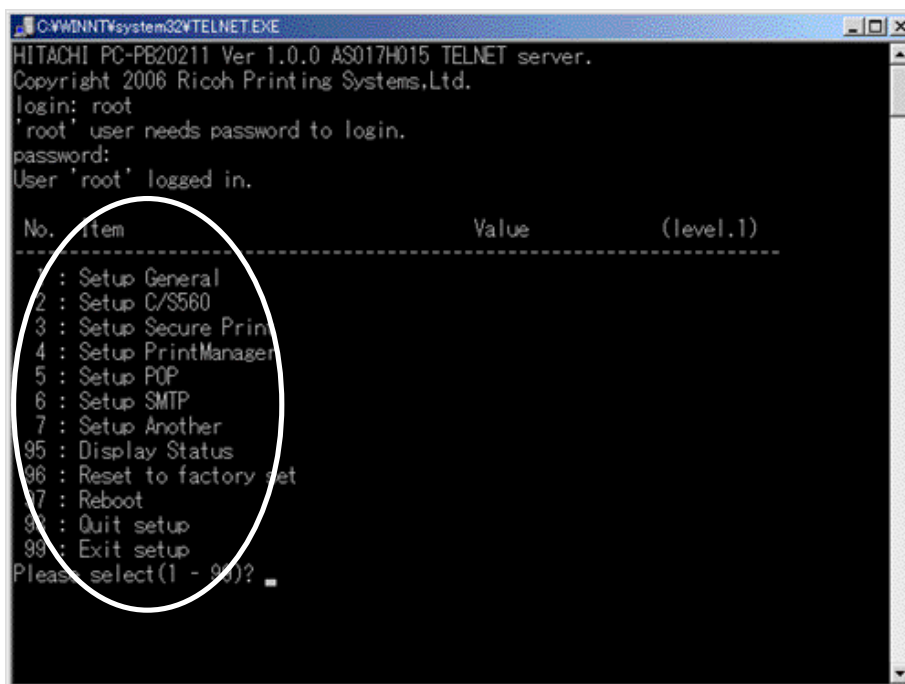 C:¥WINNT¥system32¥TELNET.EXE
HITACHI PC-PB20211 Ver 1.0.0 AS017H015 TELNET server.
Copyright 2006 Ricoh Printing Systems,Ltd.
login: root
'root' user needs password to login.
password:
User 'root' logged in.
No. Item Value (level.1)
1 : Setup General
2 : Setup C/S560
3 : Setup Secure Print
4 : Setup PrintManager
5 : Setup POP
6 : Setup SMTP
7 : Setup Another
95 : Display Status
96 : Reset to factory set
97 : Reboot
98 : Quit setup
99 : Exit setup
Please select(1 - 99)?